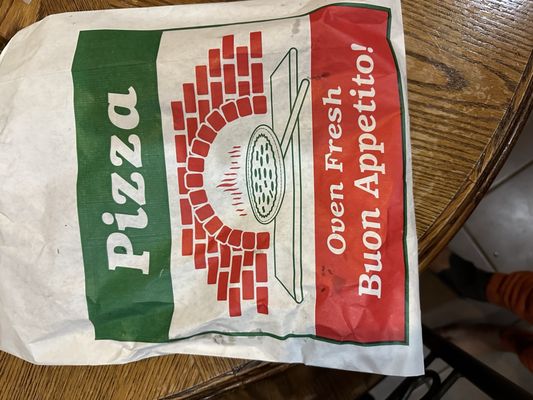 Pizza
Oven Fresh
Buon Appetito!